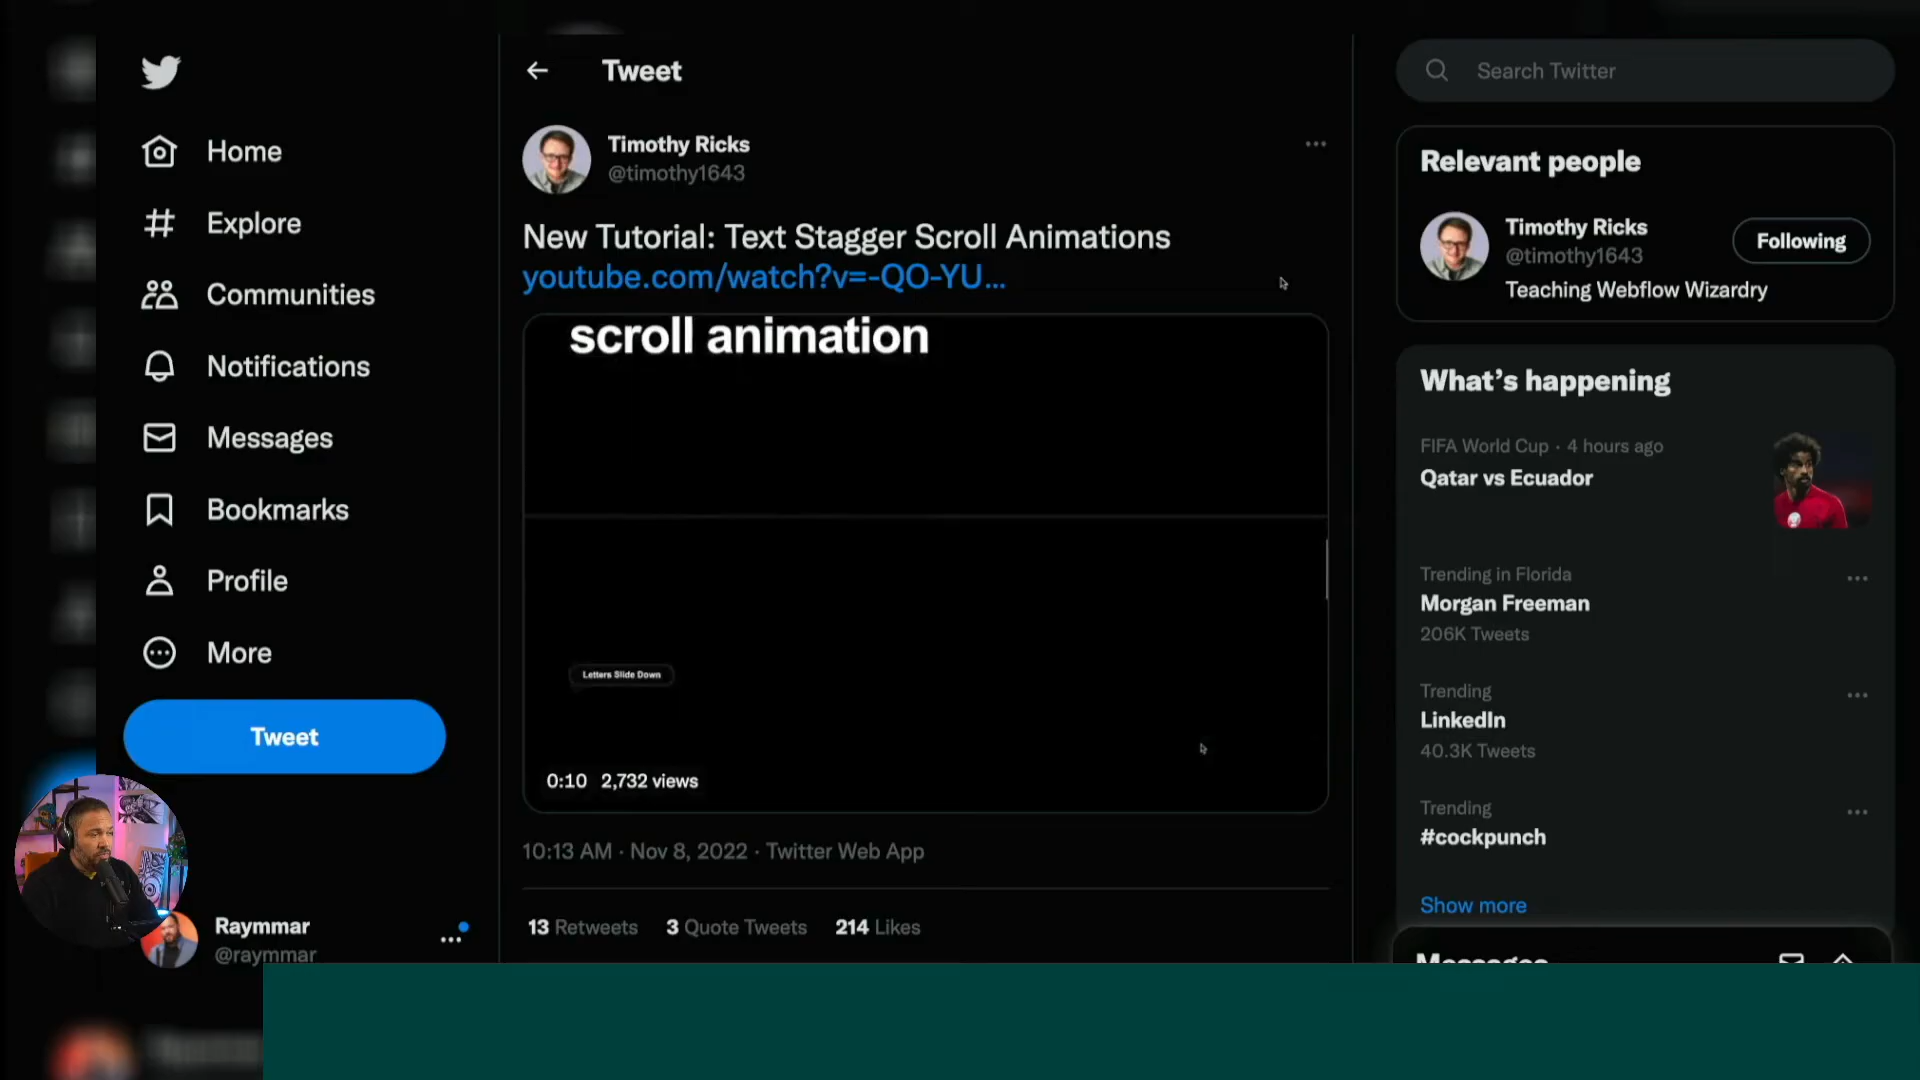 Home
Explore
Communities
Notifications
Messages
Bookmarks
Profile
More
Tweet
Raymmar
@raymmar
Tweet
Timothy Ricks
@timothy1643
New Tutorial: Text Stagger Scroll Animations
youtube.com/watch?v=-QO-YU…
scroll animation
Letters Slide Down
0:10 2,732 views
10:13 AM · Nov 8, 2022 · Twitter Web App
13 Retweets 3 Quote Tweets 214 Likes
Search Twitter
Relevant people
Timothy Ricks
@timothy1643
Following
Teaching Webflow Wizardry
What’s happening
FIFA World Cup · 4 hours ago
Qatar vs Ecuador
Trending in Florida
Morgan Freeman
206K Tweets
Trending
LinkedIn
40.3K Tweets
Trending
#cockpunch
Show more
Messages